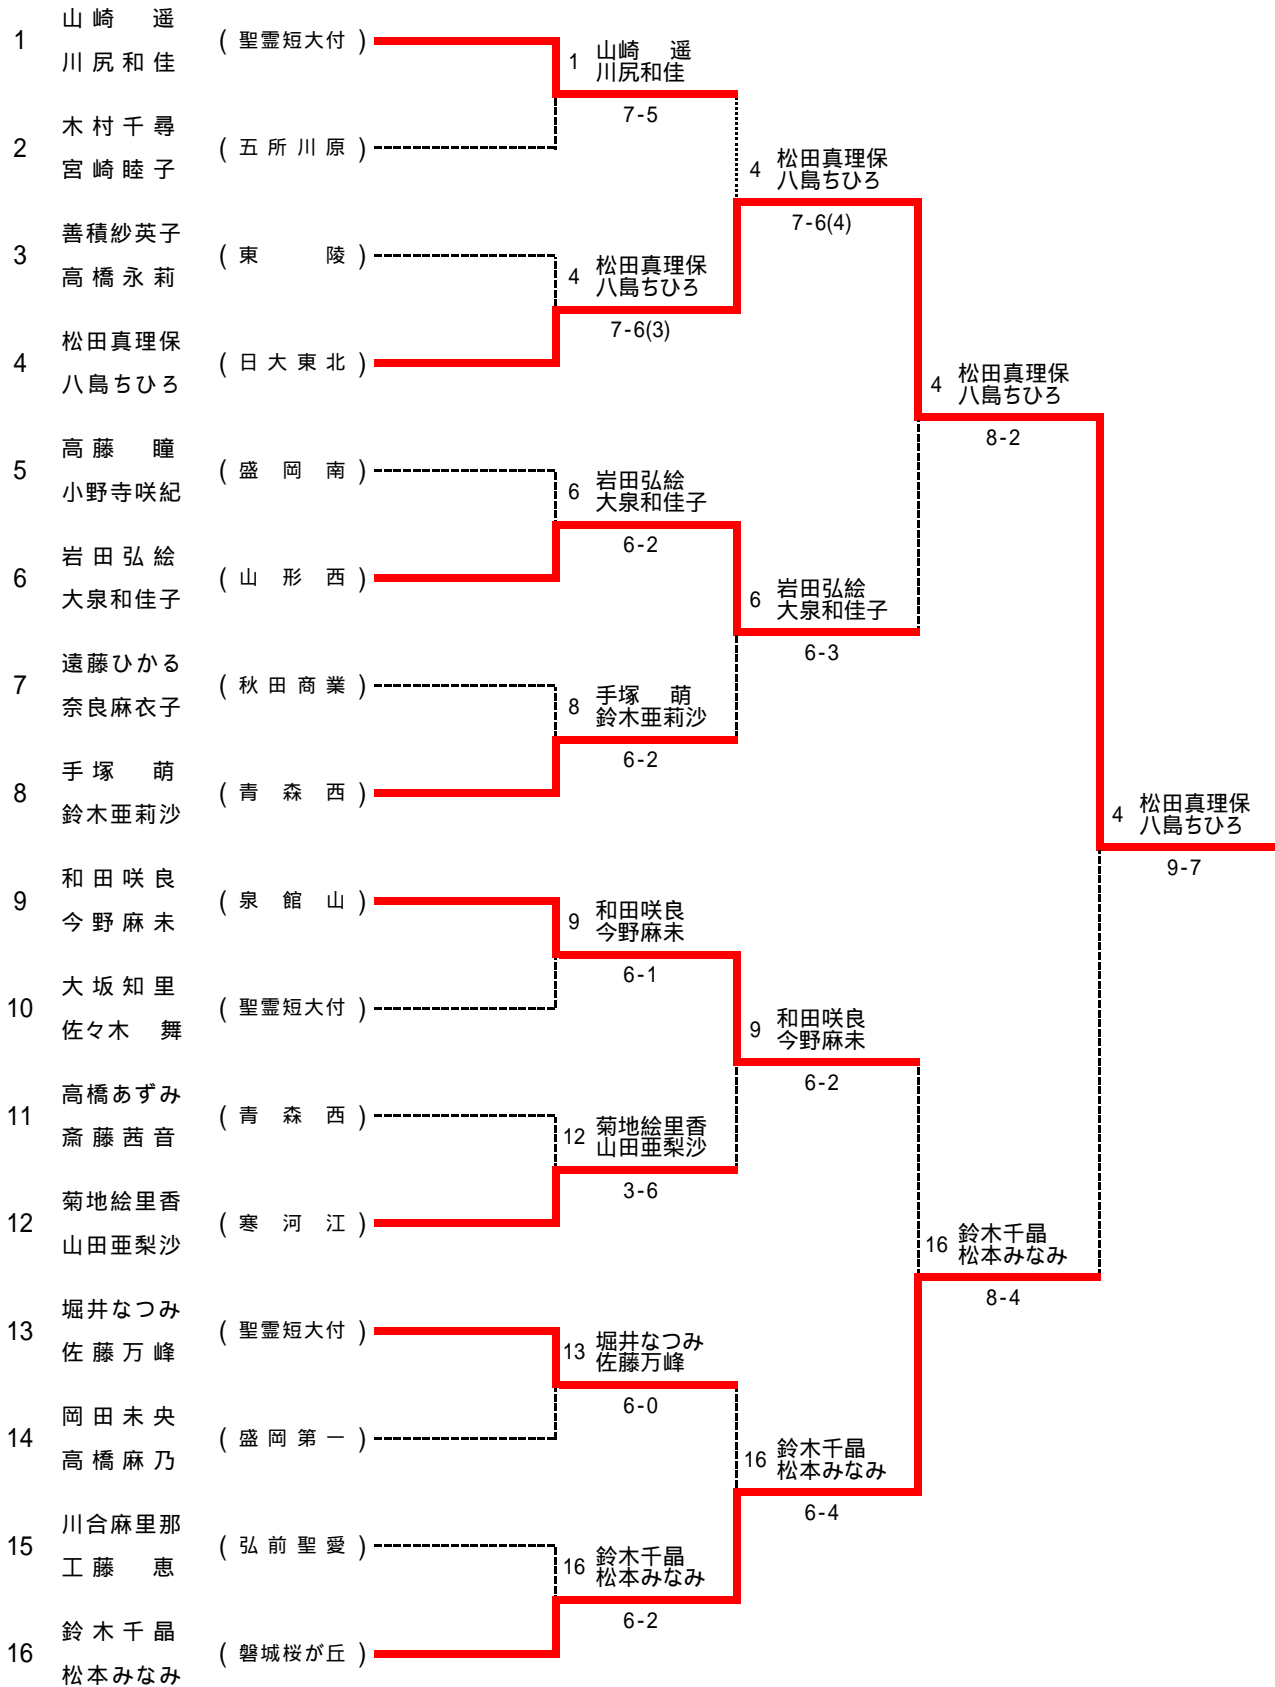 1 山崎　遥
川尻和佳
(聖霊短大付)
2 木村千尋
宮崎睦子
(五所川原)
3 善積紗英子
高橋永莉
(東陵)
4 松田真理保
八島ちひろ
(日大東北)
5 高藤　瞳
小野寺咲紀
(盛岡南)
6 岩田弘絵
大泉和佳子
(山形西)
7 遠藤ひかる
奈良麻衣子
(秋田商業)
8 手塚　萌
鈴木亜莉沙
(青森西)
9 和田咲良
今野麻未
(泉館山)
10 大坂知里
佐々木　舞
(聖霊短大付)
11 高橋あずみ
斎藤茜音
(青森西)
12 菊地絵里香
山田亜梨沙
(寒河江)
13 堀井なつみ
佐藤万峰
(聖霊短大付)
14 岡田未央
高橋麻乃
(盛岡第一)
15 川合麻里那
工藤　恵
(弘前聖愛)
16 鈴木千晶
松本みなみ
(磐城桜が丘)
1 山崎　遥
川尻和佳
7-5
4 松田真理保
八島ちひろ
7-6(3)
6 岩田弘絵
大泉和佳子
6-2
8 手塚　萌
鈴木亜莉沙
6-2
9 和田咲良
今野麻未
6-1
12 菊地絵里香
山田亜梨沙
3-6
13 堀井なつみ
佐藤万峰
6-0
16 鈴木千晶
松本みなみ
6-2
4 松田真理保
八島ちひろ
7-6(4)
6 岩田弘絵
大泉和佳子
6-3
9 和田咲良
今野麻未
6-2
16 鈴木千晶
松本みなみ
6-4
4 松田真理保
八島ちひろ
8-2
16 鈴木千晶
松本みなみ
8-4
4 松田真理保
八島ちひろ
9-7